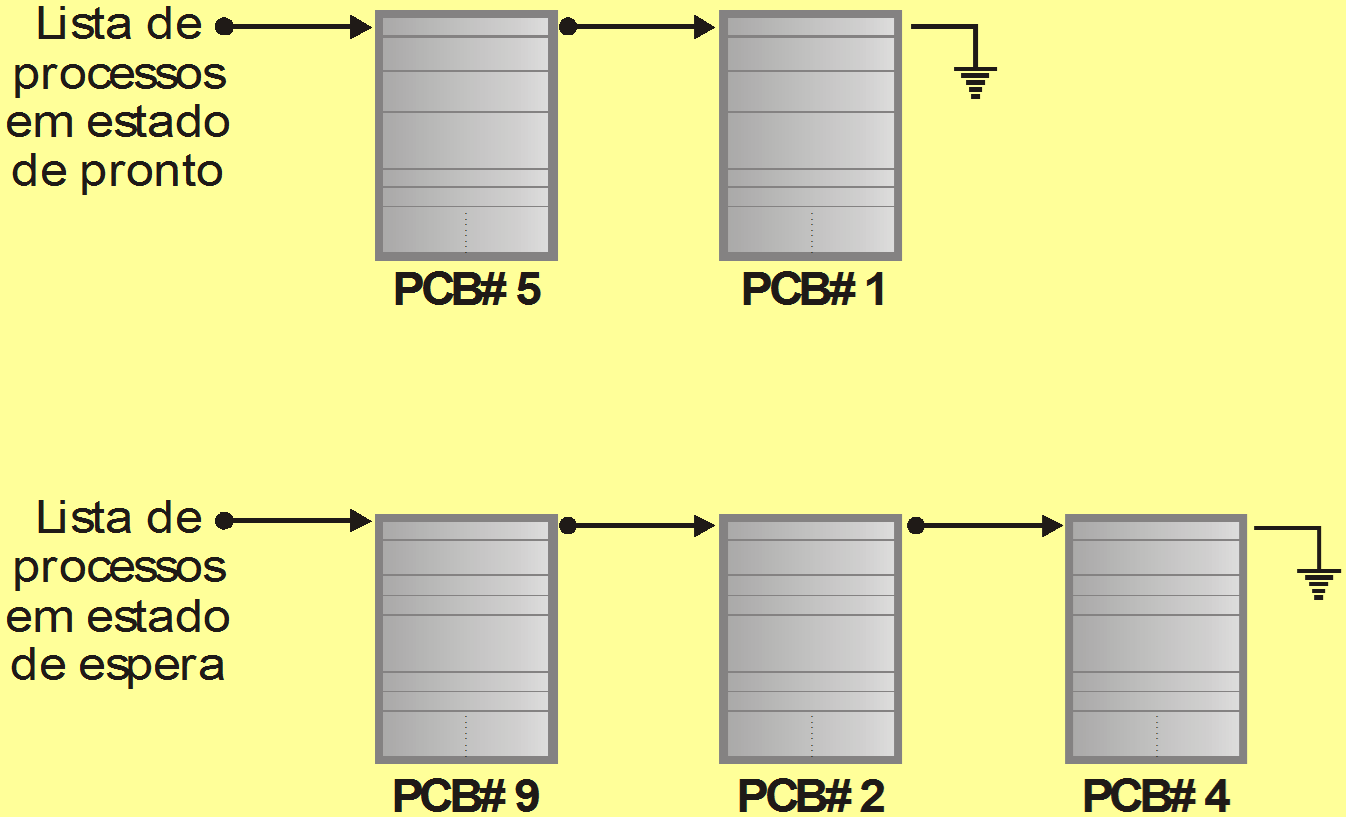 Lista de
processos
em estado
de pronto
PCB# 5
PCB# 1
Lista de
processos
em estado
de espera
PCB# 9
PCB# 2
PCB# 4